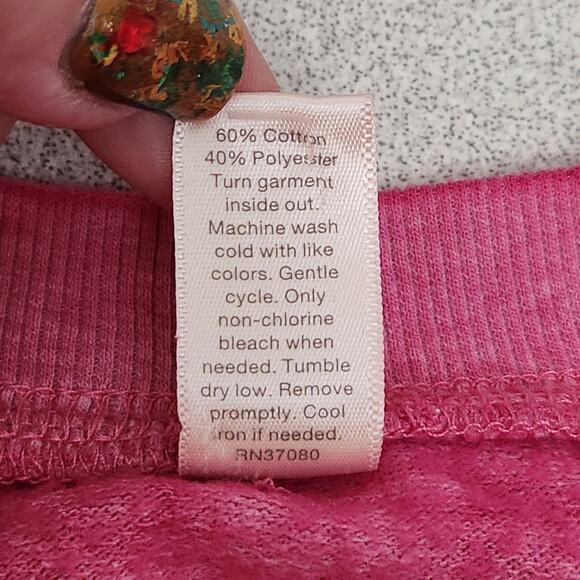 60% Cotton
40% Polyester
Turn garment
inside out.
Machine wash
cold with like
colors. Gentle
cycle. Only
non-chlorine
bleach when
needed. Tumble
dry low. Remove
promptly. Cool
iron if needed.
RN37080